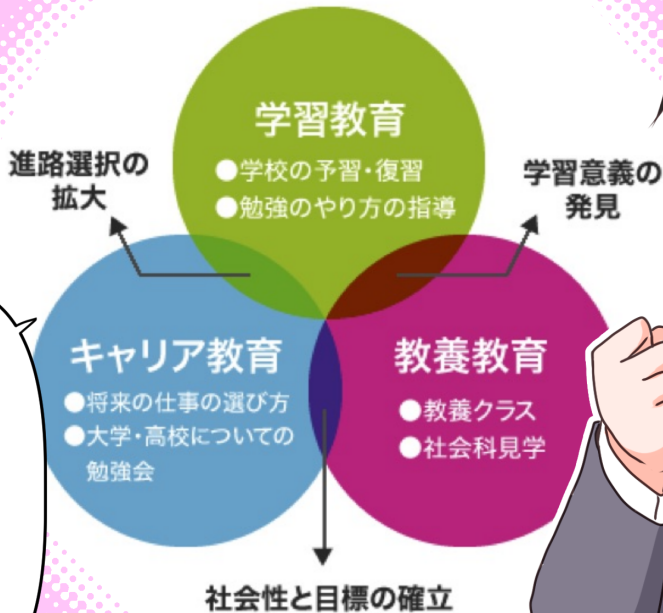 学習教育
●学校の予習・復習
●勉強のやり方の指導
進路選択の
拡大
学習意義の
発見
キャリア教育
●将来の仕事の選び方
●大学・高校についての
勉強会
教養教育
●教養クラス
●社会科見学
社会性と目標の確立